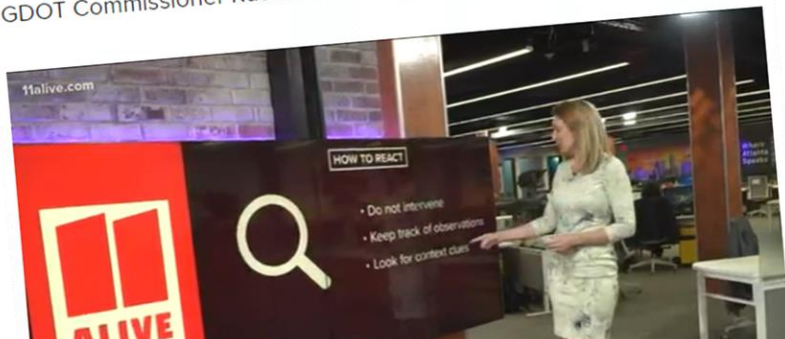 GDOT Commissioner
11alive.com
HOW TO REACT
• Do not intervene
• Keep track of observations
• Look for context clues
Where
Atlanta
Speaks
ALIVE